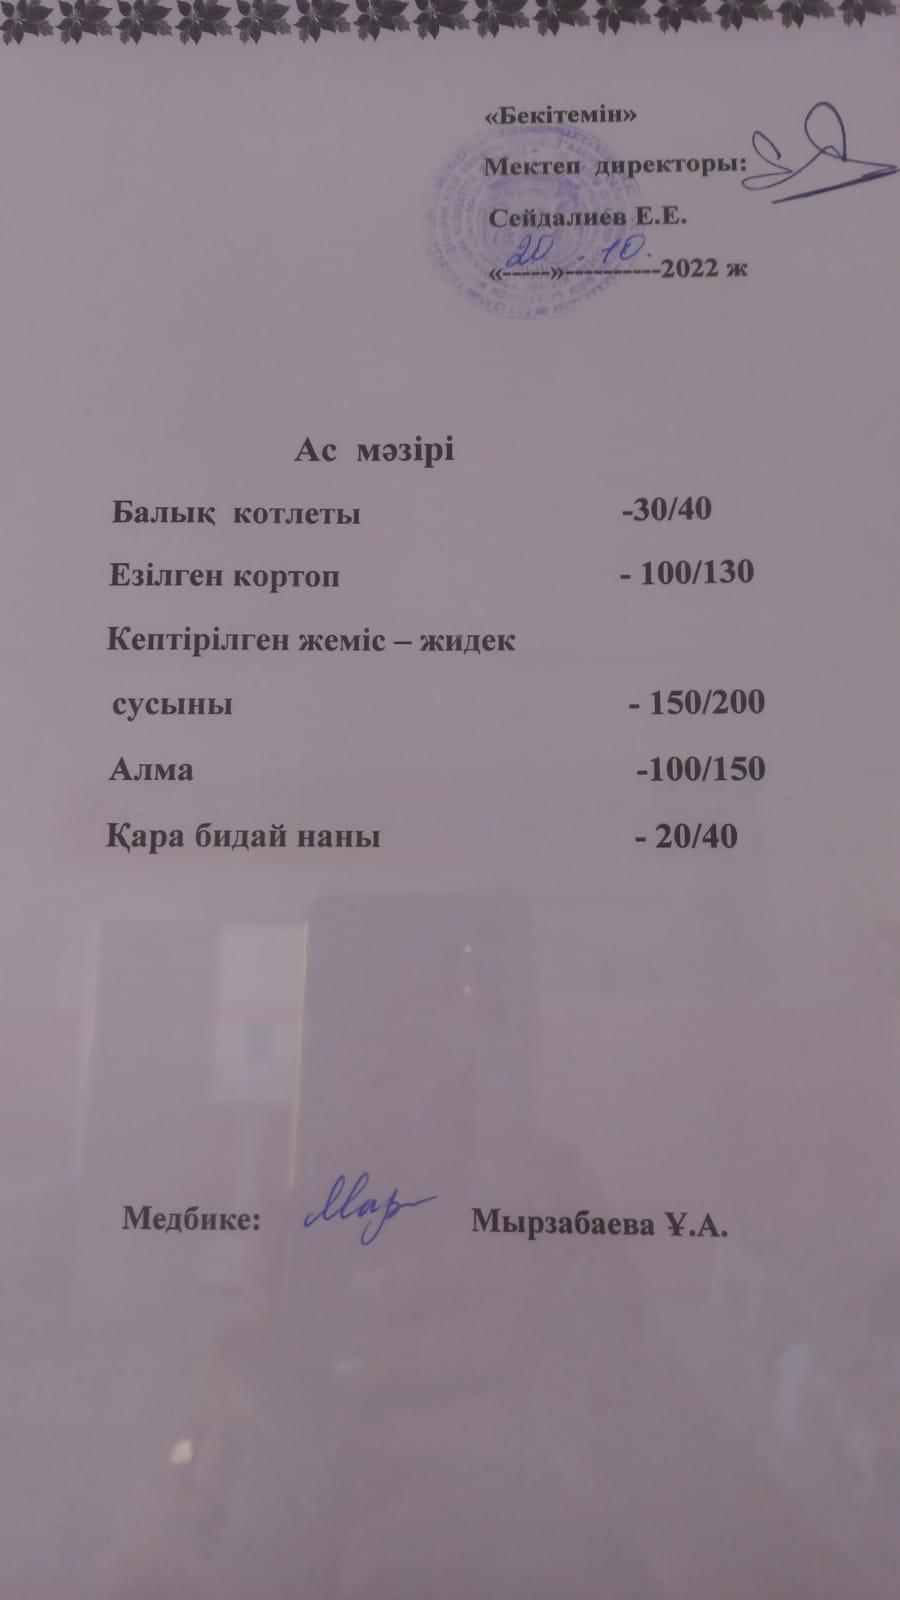 «Бекітемін»
Мектеп директоры:
Сейдалиев Е.Е.
«--20--»---.10.---2022 ж
Ас мәзірі
Балық котлеты -30/40
Езілген кортоп - 100/130
Кептірілген жеміс – жидек
сусыны - 150/200
Алма -100/150
Қара бидай наны - 20/40
Медбике: Мырзабаева Ұ.А.